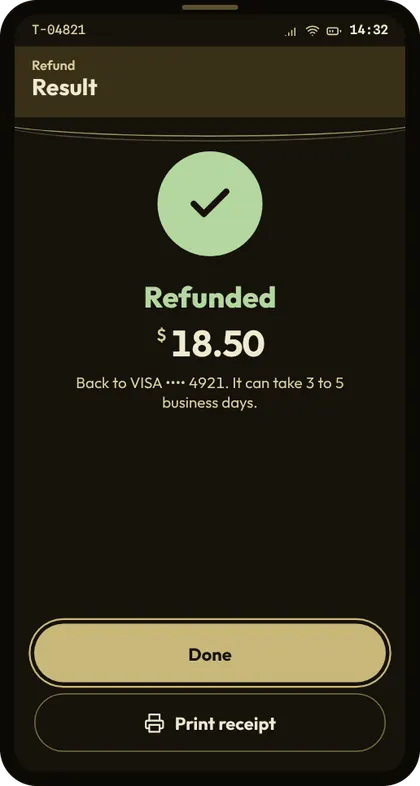 T-04821
14:32
Refund
Result
Refunded
$18.50
Back to VISA •••• 4921. It can take 3 to 5
business days.
Done
Print receipt